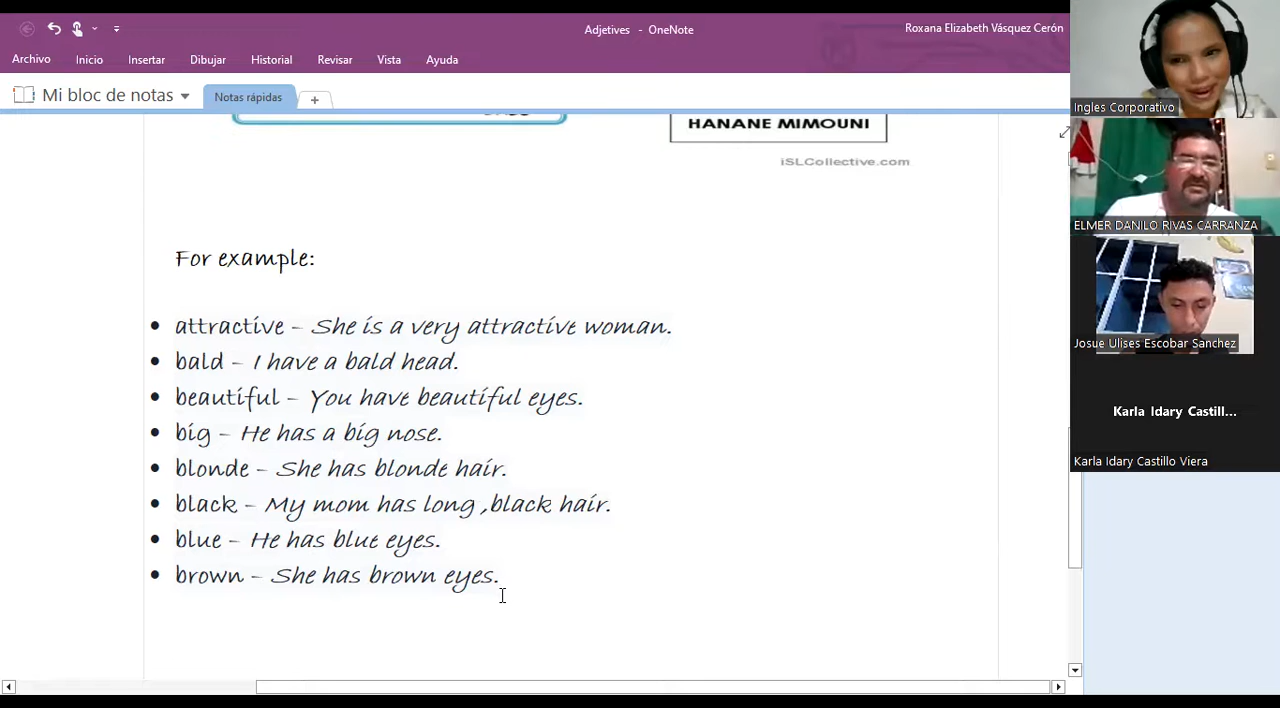 Adjetives - OneNote
Roxana Elizabeth Vásquez Cerón
Archivo Inicio Insertar Dibujar Historial Revisar Vista Ayuda
Mi bloc de notas
Notas rápidas
HANANE MIMOUNI
iSLCollective.com
For example:
• attractive – She is a very attractive woman.
• bald – I have a bald head.
• beautiful – You have beautiful eyes.
• big – He has a big nose.
• blonde – She has blonde hair.
• black – My mom has long ,black hair.
• blue – He has blue eyes.
• brown – She has brown eyes.
Ingles Corporativo
ELMER DANILO RIVAS CARRANZA
Josue Ulises Escobar Sanchez
Karla Idary Castill...
Karla Idary Castillo Viera